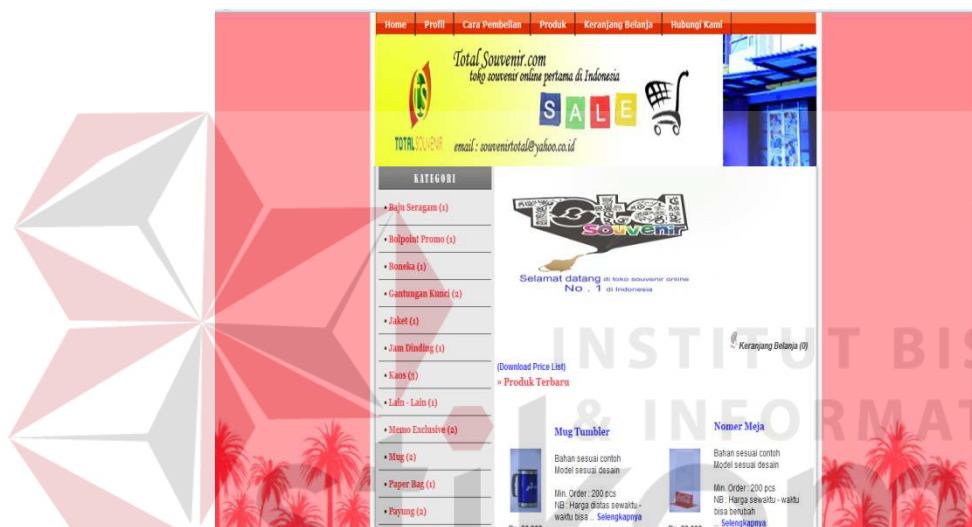 Home Profil Cara Pembelian Produk Keranjang Belanja Hubungi Kami
Total Souvenir.com
toko souvenir online pertama di Indonesia
SALE
TOTAL SOUVENIR
email : souvenirtotal@yahoo.co.id
KATEGORI
• Baju Seragam (1)
• Bolpoint Promo (1)
• Boneka (1)
• Gantungan Kunci (2)
• Jaket (1)
• Jam Dinding (1)
• Kaos (3)
• Lain - Lain (1)
• Memo Exclusive (2)
• Mug (2)
• Paper Bag (1)
• Payung (2)
Total
Souvenir
Selamat datang di toko souvenir online
No . 1 di Indonesia
Keranjang Belanja (0)
(Download Price List)
» Produk Terbaru
Mug Tumbler
Bahan sesuai contoh
Model sesuai desain
Min. Order : 200 pcs
NB : Harga diatas sewaktu -
waktu bisa ... Selengkapnya
Nomer Meja
Bahan sesuai contoh
Model sesuai desain
Min. Order : 200 pcs
NB : Harga sewaktu - waktu
bisa berubah
... Selengkapnya
INSTITUT BIS
& INFORMAT
stikom